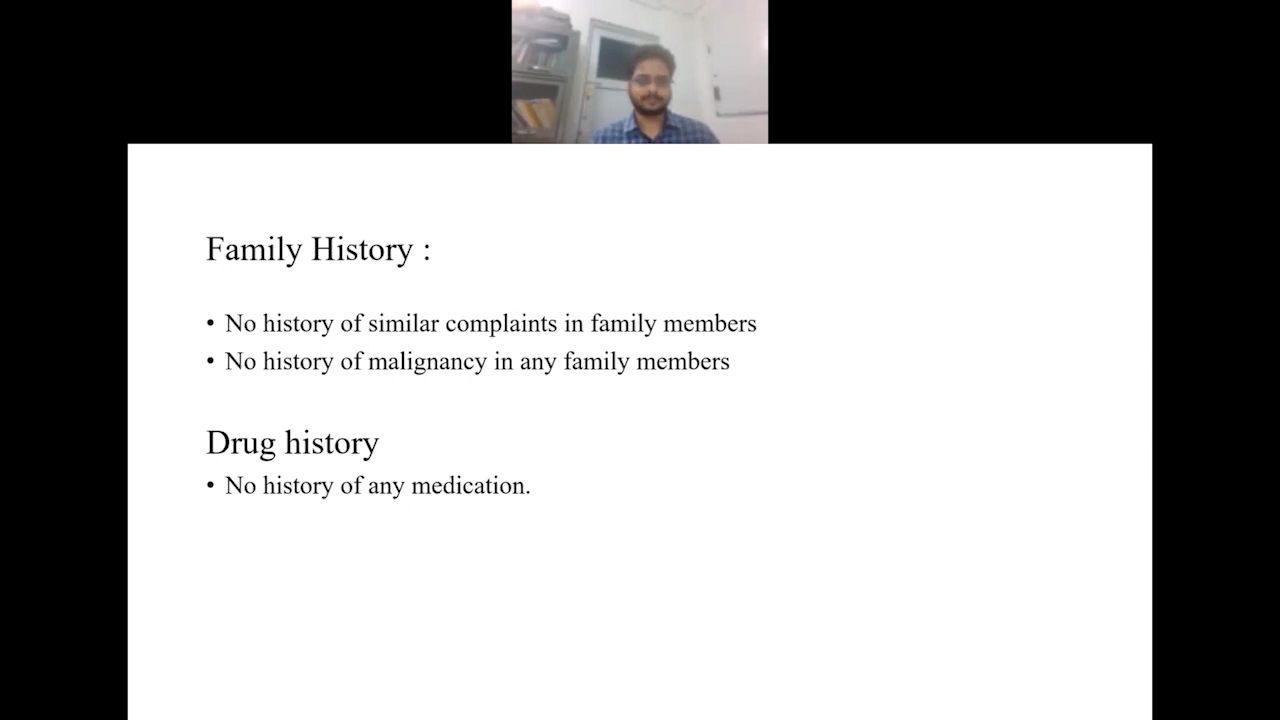 Family History :
• No history of similar complaints in family members
• No history of malignancy in any family members
Drug history
• No history of any medication.